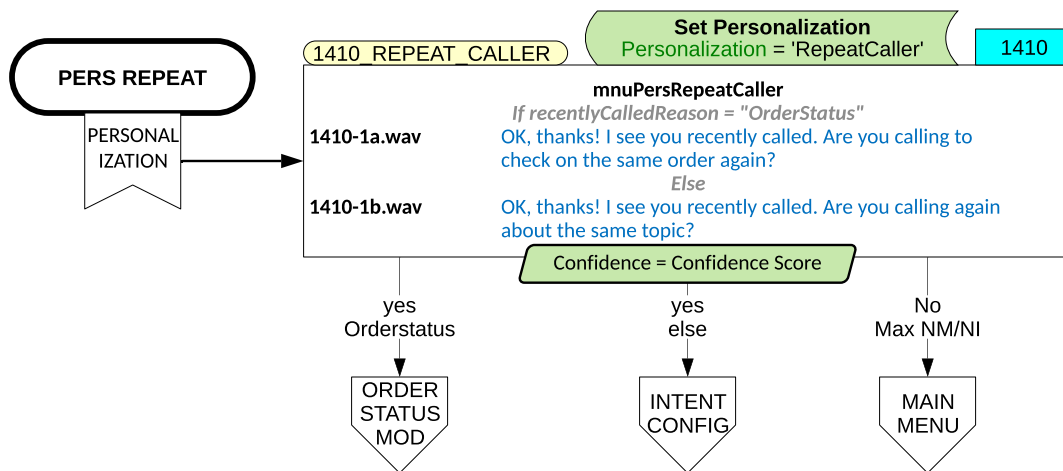 Set Personalization
Personalization = 'RepeatCaller'
1410_REPEAT_CALLER
1410
PERS REPEAT
PERSONAL
IZATION
mnuPersRepeatCaller
If recentlyCalledReason = "OrderStatus"
1410-1a.wav
OK, thanks! I see you recently called. Are you calling to
check on the same order again?
Else
1410-1b.wav
OK, thanks! I see you recently called. Are you calling again
about the same topic?
Confidence = Confidence Score
yes
Orderstatus
yes
else
No
Max NM/NI
ORDER
STATUS
MOD
INTENT
CONFIG
MAIN
MENU